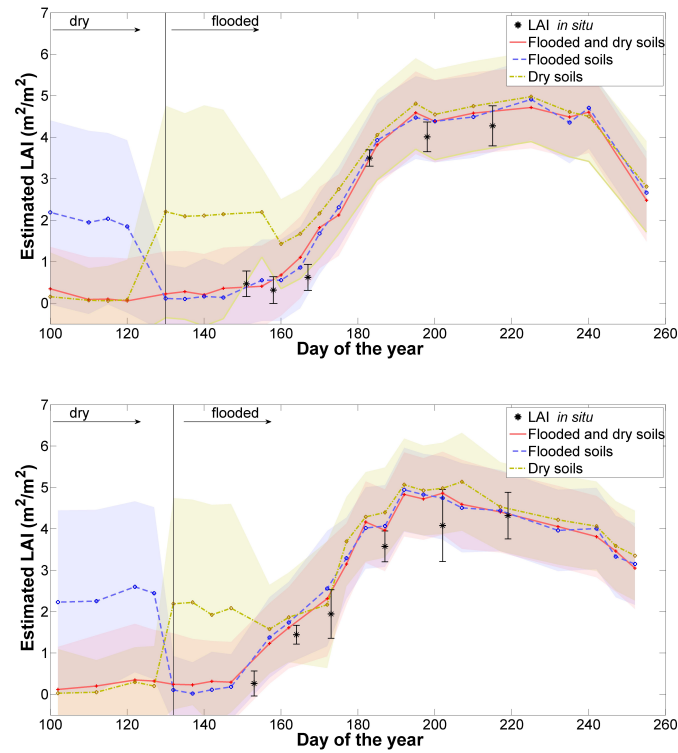 7
6
5
4
3
2
1
0
Estimated LAI (m²/m²)
dry
flooded
LAI in situ
Flooded and dry soils
Flooded soils
Dry soils
100 120 140 160 180 200 220 240 260
Day of the year
7
6
5
4
3
2
1
0
Estimated LAI (m²/m²)
dry
flooded
LAI in situ
Flooded and dry soils
Flooded soils
Dry soils
100 120 140 160 180 200 220 240 260
Day of the year